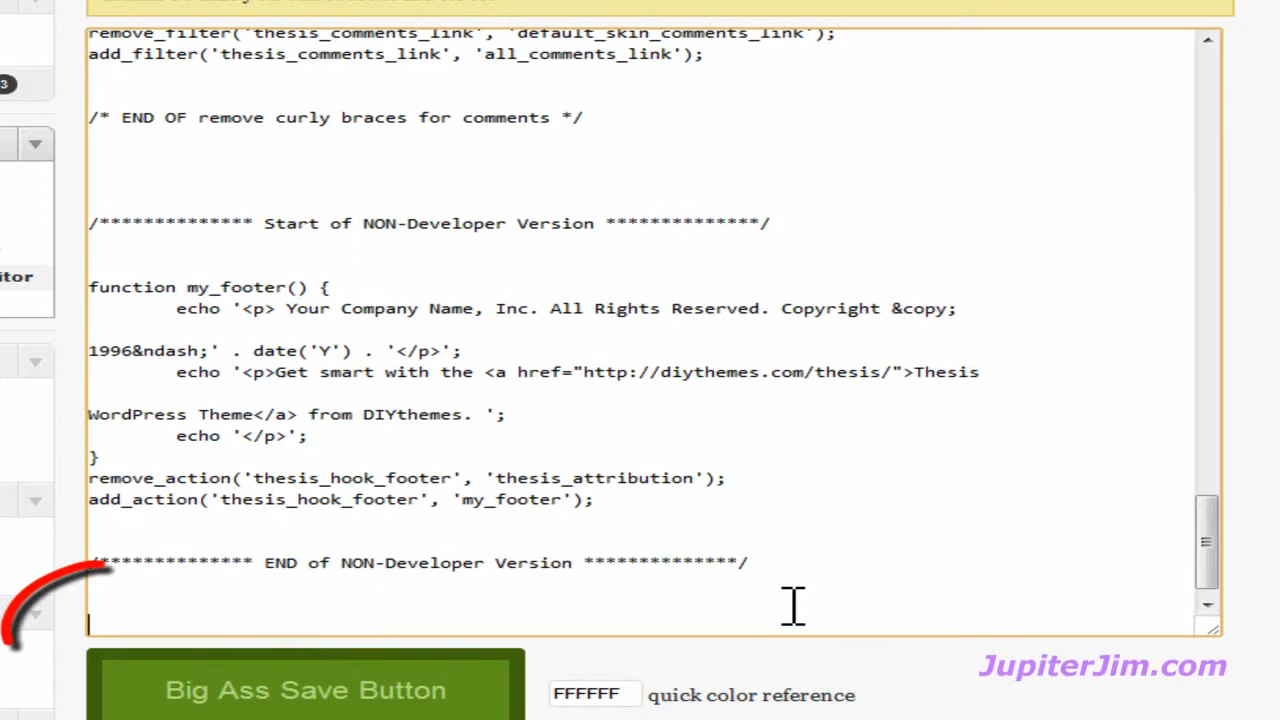 remove_filter('thesis_comments_link', 'default_skin_comments_link');
add_filter('thesis_comments_link', 'all_comments_link');
3
/* END OF remove curly braces for comments */
/************** Start of NON-Developer Version **************/
itor
function my_footer() {
echo '<p> Your Company Name, Inc. All Rights Reserved. Copyright &copy;
1996&ndash;' . date('Y') . '</p>';
echo '<p>Get smart with the <a href="http://diythemes.com/thesis/">Thesis
WordPress Theme</a> from DIYthemes. ';
echo '</p>';
}
remove_action('thesis_hook_footer', 'thesis_attribution');
add_action('thesis_hook_footer', 'my_footer');
/************** END of NON-Developer Version **************/
JupiterJim.com
Big Ass Save Button
FFFFFF quick color reference